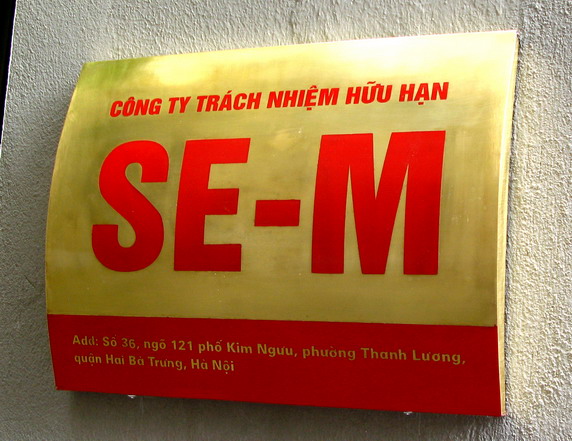 CÔNG TY TRÁCH NHIỆM HỮU HẠN
SE-M
Add: Số 36, ngõ 121 phố Kim Ngưu, phường Thanh Lương,
quận Hai Bà Trưng, Hà Nội